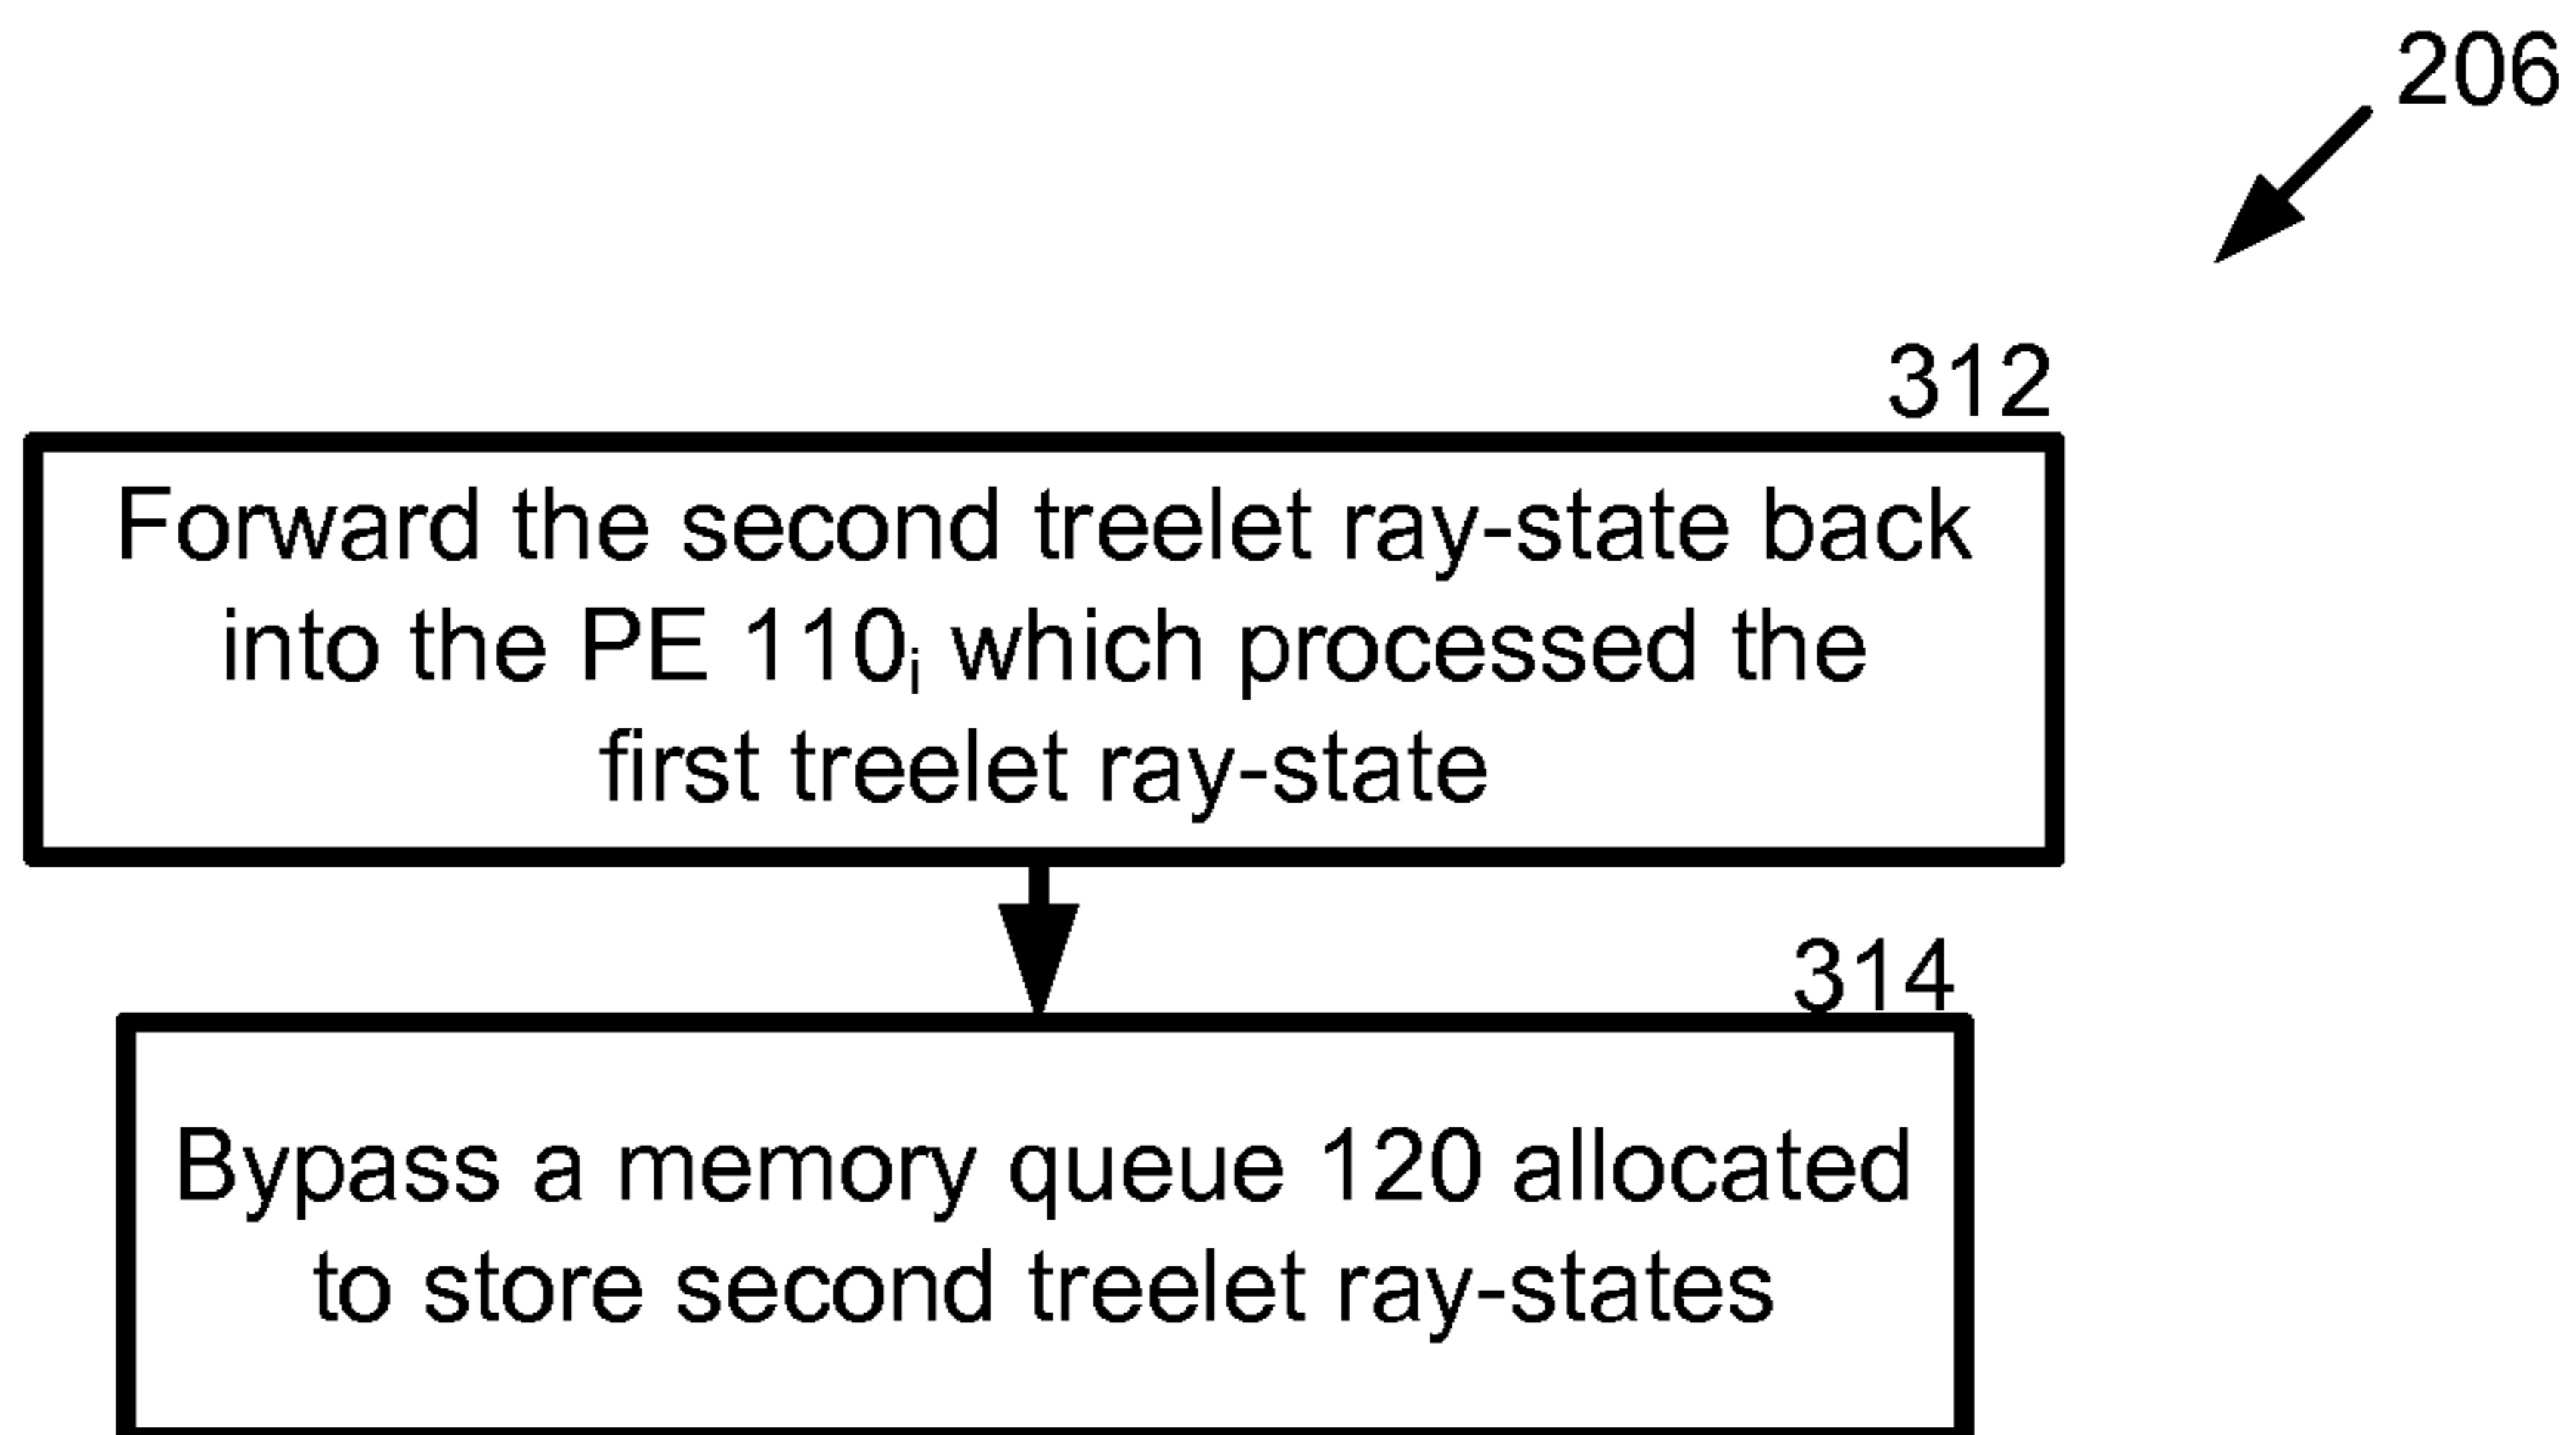 206
312
Forward the second treelet ray-state back
into the PE 110ᵢ which processed the
first treelet ray-state
314
Bypass a memory queue 120 allocated
to store second treelet ray-states